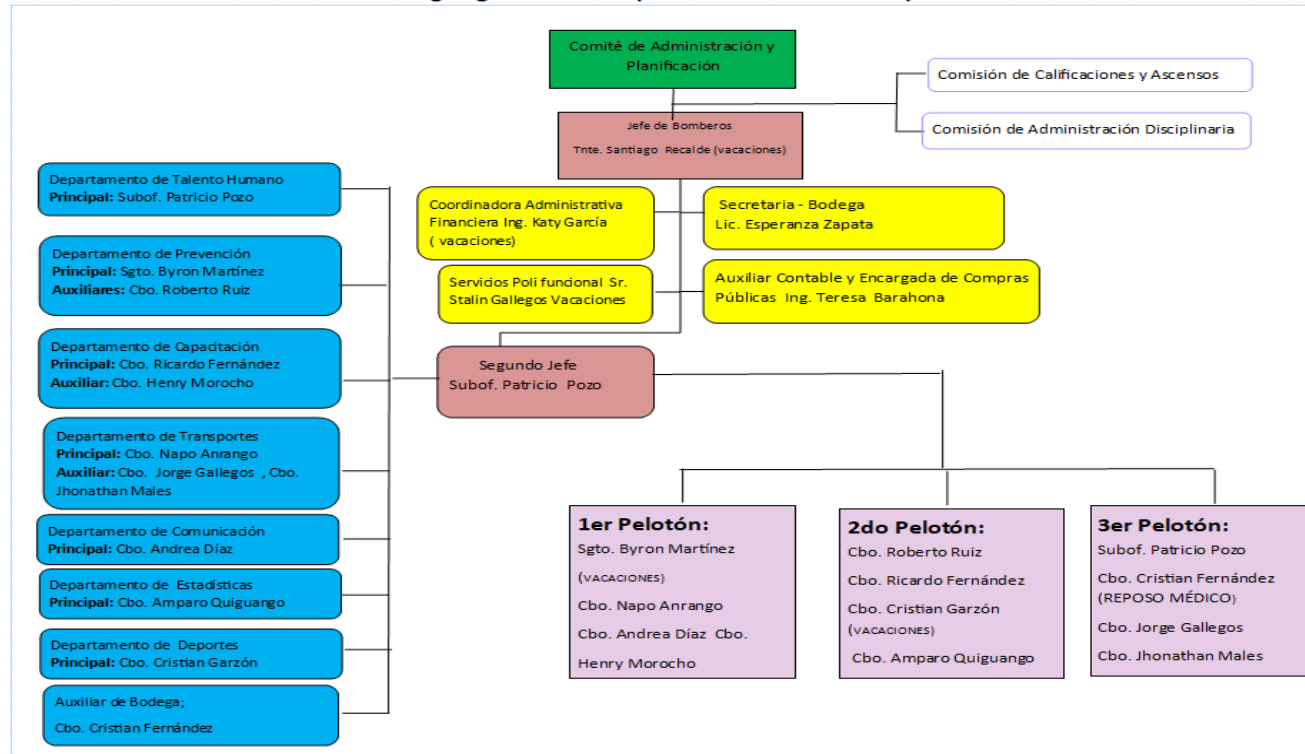 Comité de Administración y
Planificación
Comisión de Calificaciones y Ascensos
Comisión de Administración Disciplinaria
Jefe de Bomberos
Tnte. Santiago Recalde (vacaciones)
Coordinadora Administrativa
Financiera Ing. Katy García
( vacaciones)
Secretaria - Bodega
Lic. Esperanza Zapata
Servicios Poli funcional Sr.
Stalin Gallegos Vacaciones
Auxiliar Contable y Encargada de Compras
Públicas Ing. Teresa Barahona
Segundo Jefe
Subof. Patricio Pozo
Departamento de Talento Humano
Principal: Subof. Patricio Pozo
Departamento de Prevención
Principal: Sgto. Byron Martínez
Auxiliares: Cbo. Roberto Ruiz
Departamento de Capacitación
Principal: Cbo. Ricardo Fernández
Auxiliar: Cbo. Henry Morocho
Departamento de Transportes
Principal: Cbo. Napo Anrango
Auxiliar: Cbo. Jorge Gallegos , Cbo.
Jhonathan Males
Departamento de Comunicación
Principal: Cbo. Andrea Díaz
Departamento de Estadísticas
Principal: Cbo. Amparo Quiguango
Departamento de Deportes
Principal: Cbo. Cristian Garzón
Auxiliar de Bodega;
Cbo. Cristian Fernández
1er Pelotón:
Sgto. Byron Martínez
(VACACIONES)
Cbo. Napo Anrango
Cbo. Andrea Díaz Cbo.
Henry Morocho
2do Pelotón:
Cbo. Roberto Ruiz
Cbo. Ricardo Fernández
Cbo. Cristian Garzón
(VACACIONES)
Cbo. Amparo Quiguango
3er Pelotón:
Subof. Patricio Pozo
Cbo. Cristian Fernández
(REPOSO MÉDICO)
Cbo. Jorge Gallegos
Cbo. Jhonathan Males